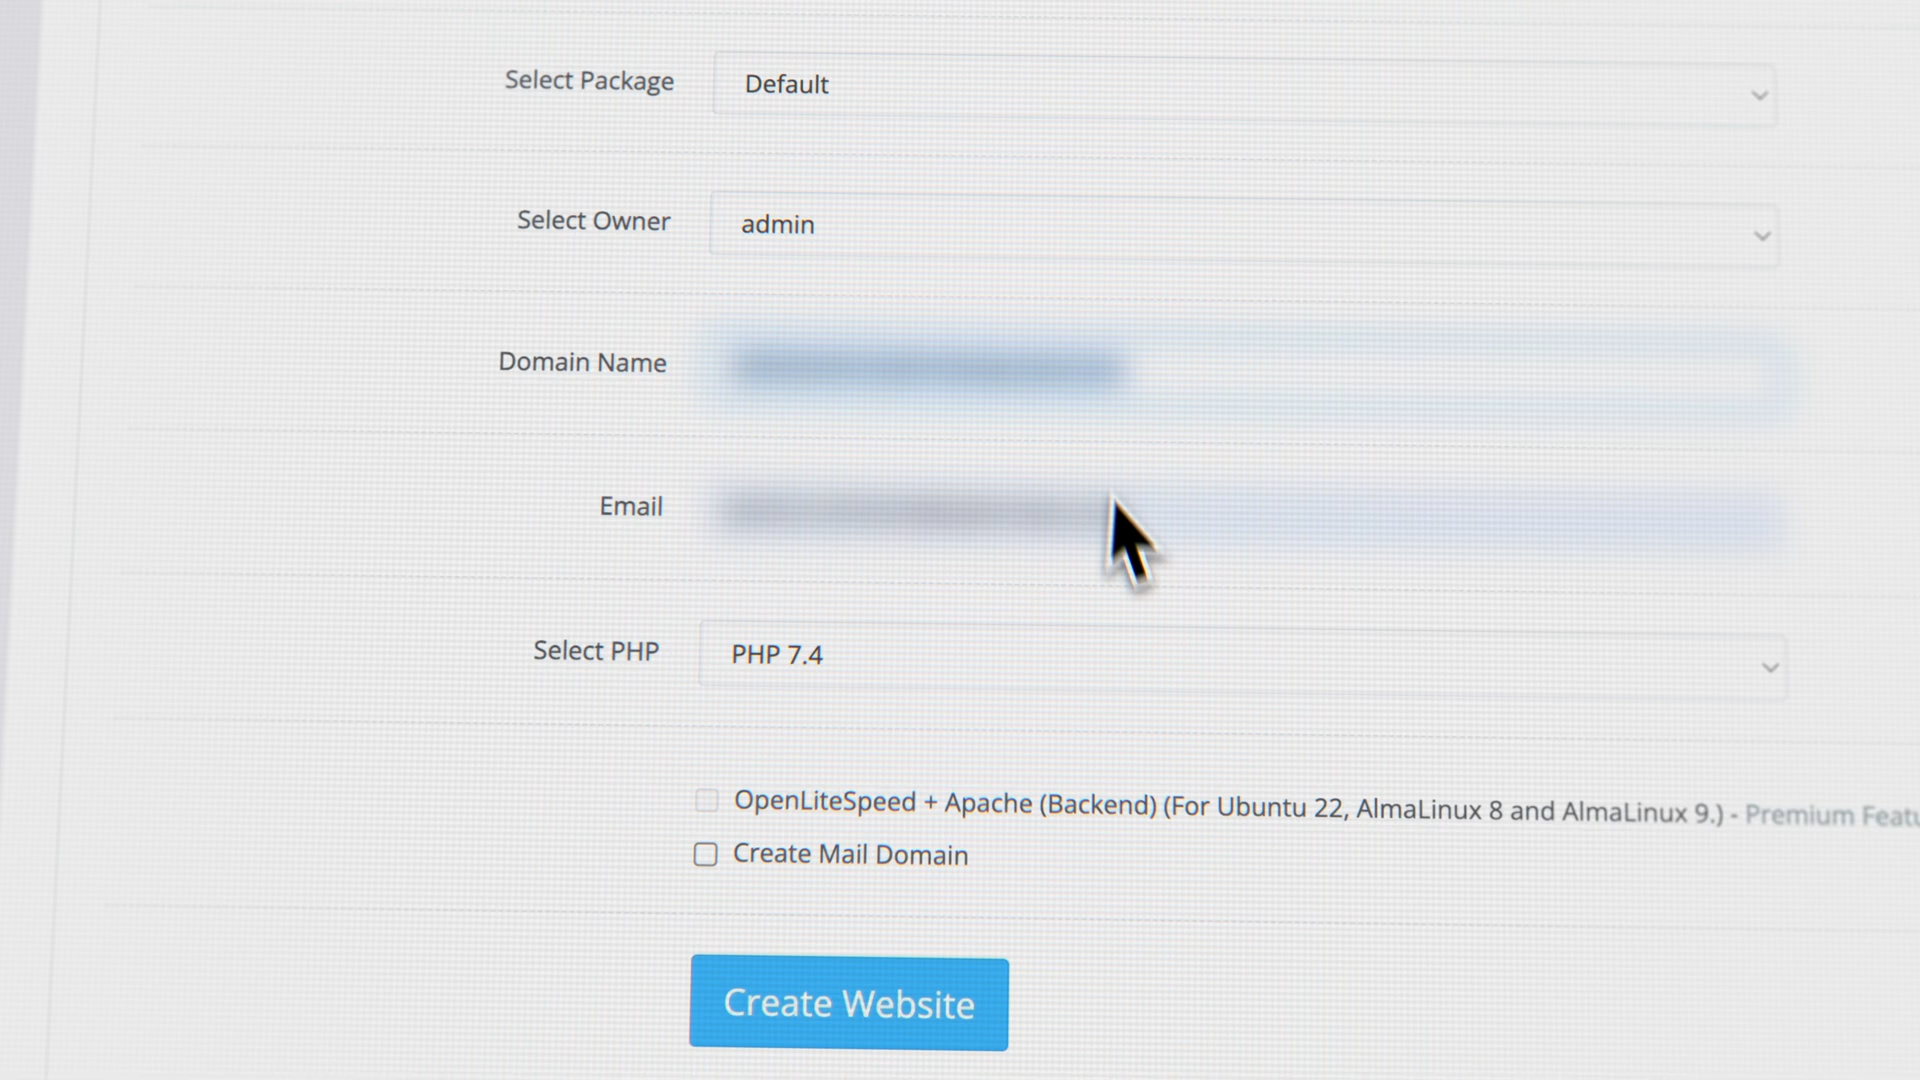 Select Package Default
Select Owner admin
Domain Name
Email
Select PHP PHP 7.4
OpenLiteSpeed + Apache (Backend) (For Ubuntu 22, AlmaLinux 8 and AlmaLinux 9.) - Premium
Create Mail Domain
Create Website